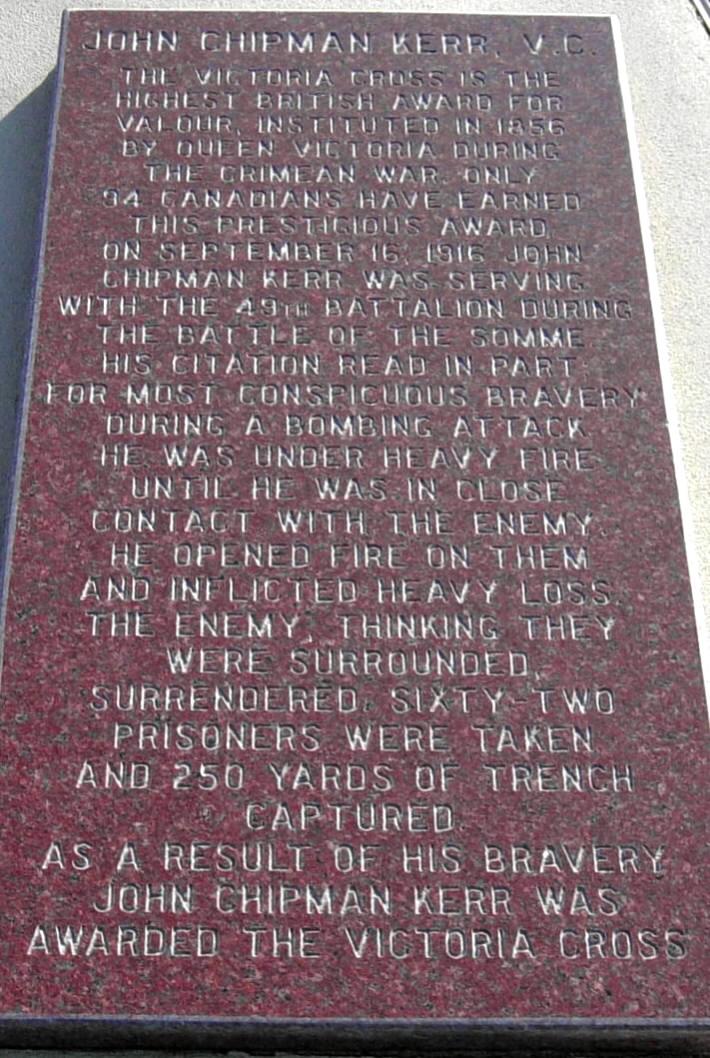 JOHN CHIPMAN KERR, V.C.
THE VICTORIA CROSS IS THE
HIGHEST BRITISH AWARD FOR
VALOUR, INSTITUTED IN 1856
BY QUEEN VICTORIA DURING
THE CRIMEAN WAR. ONLY
94 CANADIANS HAVE EARNED
THIS PRESTIGIOUS AWARD.
ON SEPTEMBER 16, 1916 JOHN
CHIPMAN KERR WAS SERVING
WITH THE 49TH BATTALION DURING
THE BATTLE OF THE SOMME.
HIS CITATION READ IN PART
FOR MOST CONSPICUOUS BRAVERY
DURING A BOMBING ATTACK
HE WAS UNDER HEAVY FIRE
UNTIL HE WAS IN CLOSE
CONTACT WITH THE ENEMY.
HE OPENED FIRE ON THEM
AND INFLICTED HEAVY LOSS.
THE ENEMY, THINKING THEY
WERE SURROUNDED,
SURRENDERED. SIXTY-TWO
PRISONERS WERE TAKEN
AND 250 YARDS OF TRENCH
CAPTURED.
AS A RESULT OF HIS BRAVERY
JOHN CHIPMAN KERR WAS
AWARDED THE VICTORIA CROSS